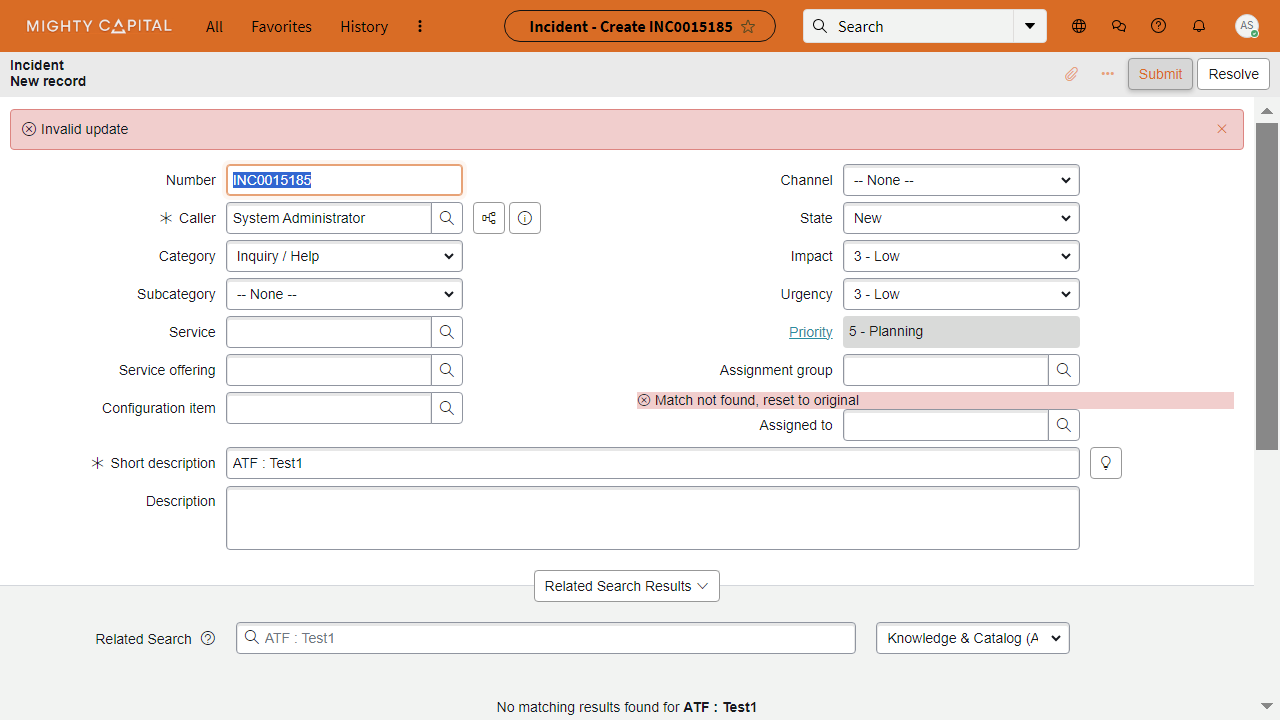 MIGHTY CAPITAL All Favorites History Incident - Create INC0015185 Search AS
Incident
New record
Submit Resolve
Invalid update
Number INC0015185 Channel -- None --
Caller System Administrator State New
Category Inquiry / Help Impact 3 - Low
Subcategory -- None -- Urgency 3 - Low
Service Priority 5 - Planning
Service offering Assignment group
Match not found, reset to original
Configuration item Assigned to
Short description ATF : Test1
Description
Related Search Results
Related Search ATF : Test1 Knowledge & Catalog (A
No matching results found for ATF : Test1